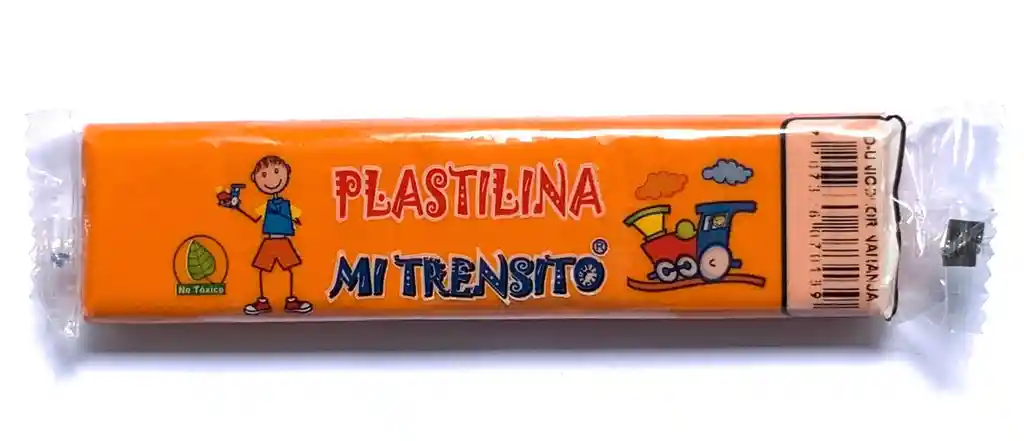 PLASTILINA
MI TRENSITO®
No Tóxico